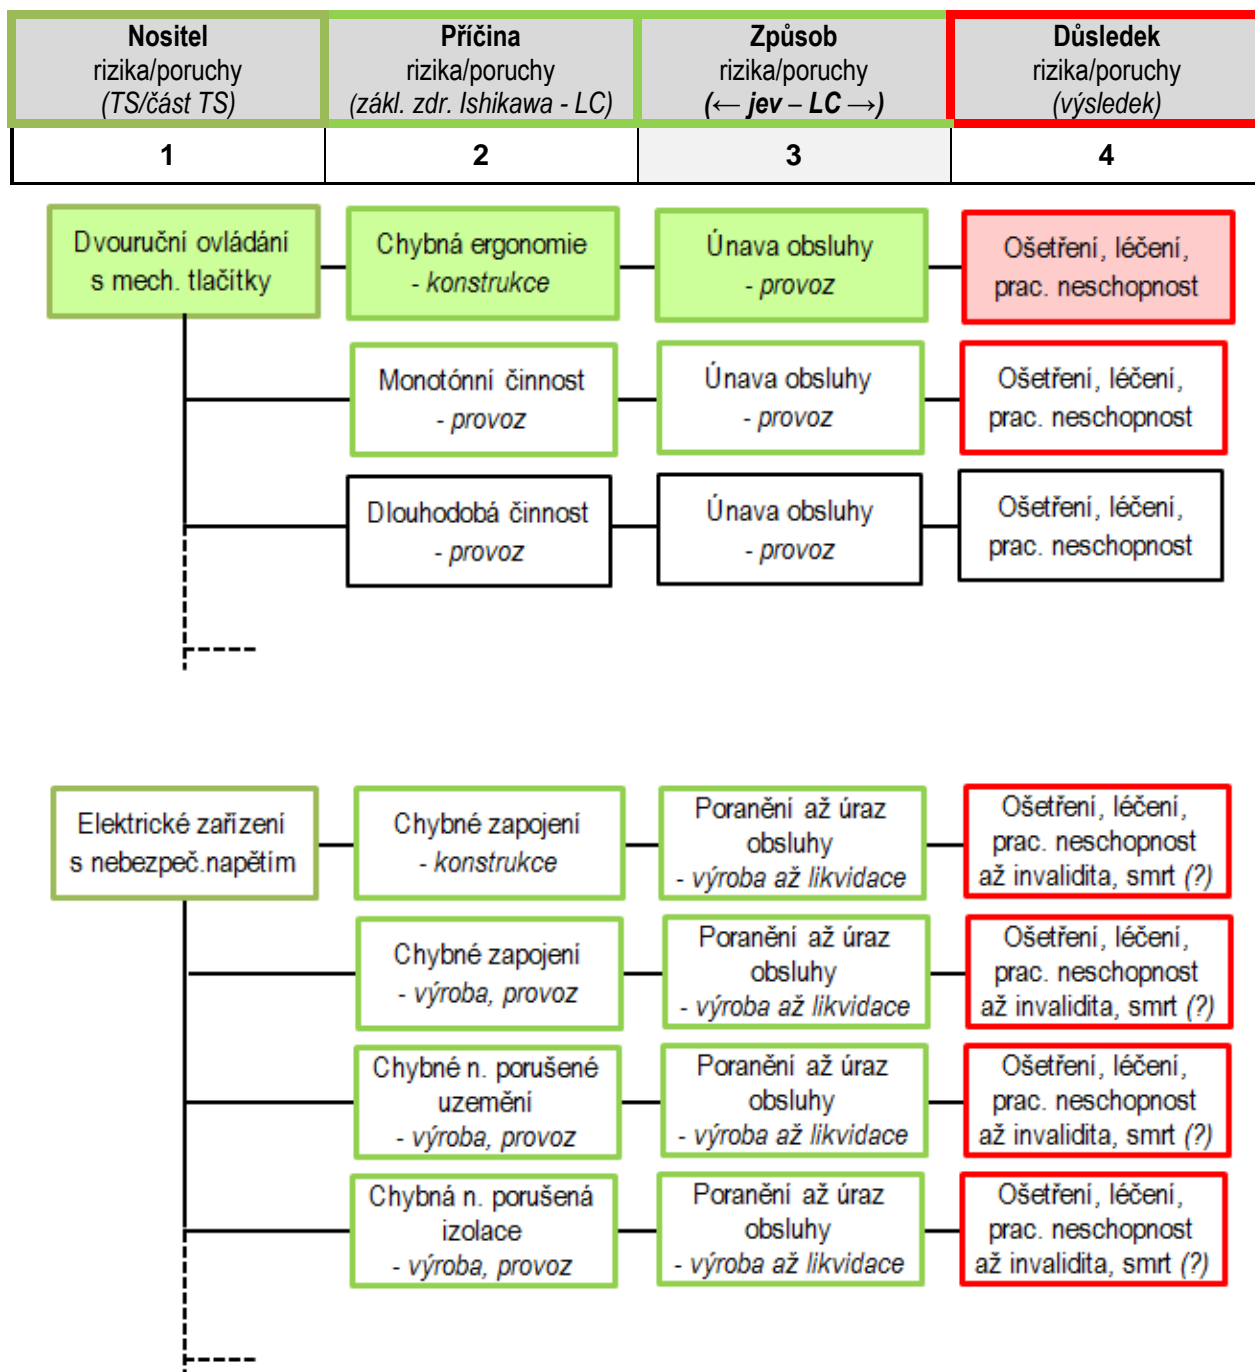 Nositel
rizika/poruchy
(TS/část TS)
Příčina
rizika/poruchy
(zákl. zdr. Ishikawa - LC)
Způsob
rizika/poruchy
(← jev – LC →)
Důsledek
rizika/poruchy
(výsledek)
1
2
3
4
Dvouruční ovládání
s mech. tlačítky
Chybná ergonomie
- konstrukce
Únava obsluhy
- provoz
Ošetření, léčení,
prac. neschopnost
Monotónní činnost
- provoz
Únava obsluhy
- provoz
Ošetření, léčení,
prac. neschopnost
Dlouhodobá činnost
- provoz
Únava obsluhy
- provoz
Ošetření, léčení,
prac. neschopnost
Elektrické zařízení
s nebezpeč.napětím
Chybné zapojení
- konstrukce
Poranění až úraz
obsluhy
- výroba až likvidace
Ošetření, léčení,
prac. neschopnost
až invalidita, smrt (?)
Chybné zapojení
- výroba, provoz
Poranění až úraz
obsluhy
- výroba až likvidace
Ošetření, léčení,
prac. neschopnost
až invalidita, smrt (?)
Chybné n. porušené
uzemění
- výroba, provoz
Poranění až úraz
obsluhy
- výroba až likvidace
Ošetření, léčení,
prac. neschopnost
až invalidita, smrt (?)
Chybná n. porušená
izolace
- výroba, provoz
Poranění až úraz
obsluhy
- výroba až likvidace
Ošetření, léčení,
prac. neschopnost
až invalidita, smrt (?)